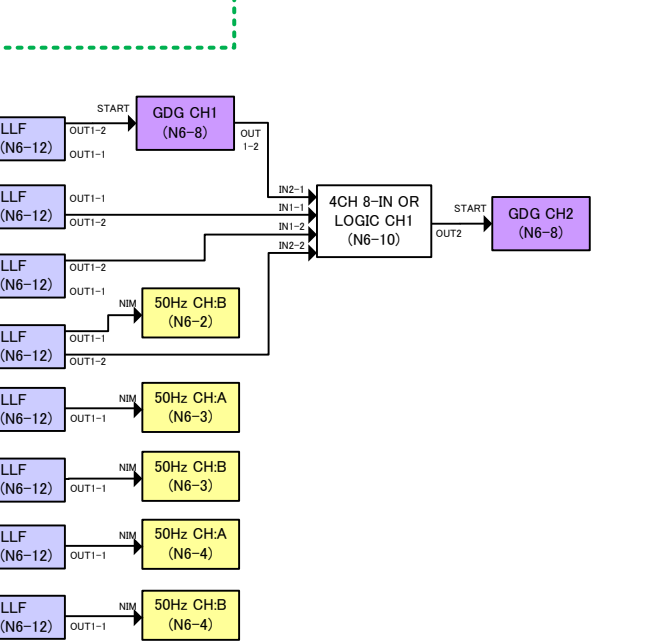 LLF
(N6-12)
START
OUT1-2
OUT1-1
GDG CH1
(N6-8)
OUT
1-2
LLF
(N6-12)
OUT1-1
OUT1-2
IN2-1
IN1-1
IN1-2
IN2-2
4CH 8-IN OR
LOGIC CH1
(N6-10)
OUT2
START
GDG CH2
(N6-8)
LLF
(N6-12)
OUT1-2
OUT1-1
LLF
(N6-12)
OUT1-1
OUT1-2
NIM
50Hz CH:B
(N6-2)
LLF
(N6-12)
OUT1-1
NIM
50Hz CH:A
(N6-3)
LLF
(N6-12)
OUT1-1
NIM
50Hz CH:B
(N6-3)
LLF
(N6-12)
OUT1-1
NIM
50Hz CH:A
(N6-4)
LLF
(N6-12)
OUT1-1
NIM
50Hz CH:B
(N6-4)